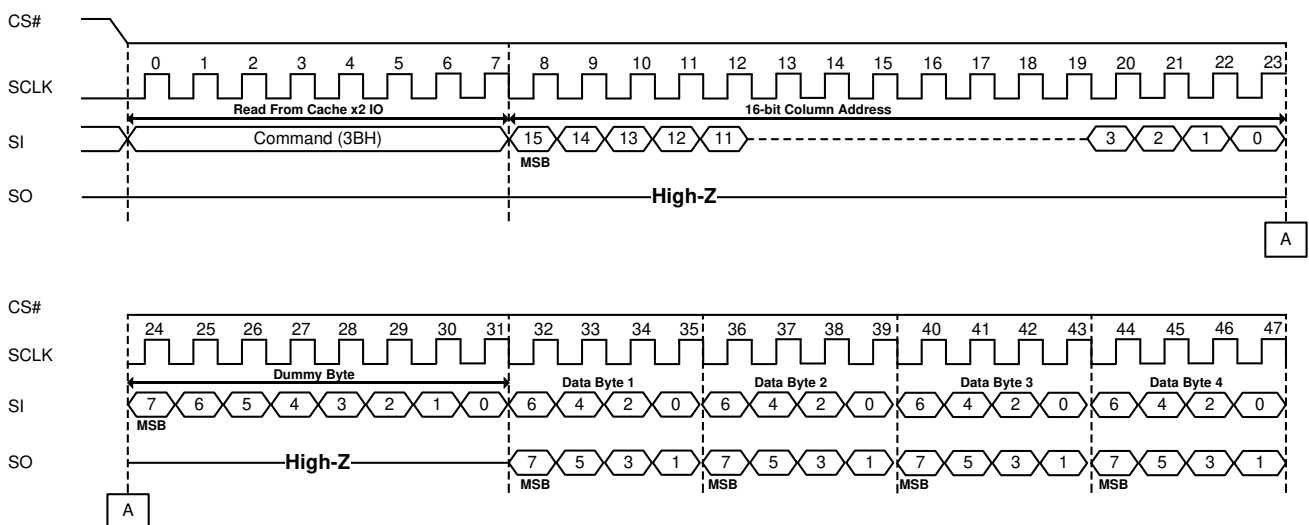 CS#
0 1 2 3 4 5 6 7 8 9 10 11 12 13 14 15 16 17 18 19 20 21 22 23
SCLK
Read From Cache x2 IO 16-bit Column Address
SI Command (3BH) 15 14 13 12 11 3 2 1 0
MSB
SO High-Z
A
CS#
24 25 26 27 28 29 30 31 32 33 34 35 36 37 38 39 40 41 42 43 44 45 46 47
SCLK
Dummy Byte Data Byte 1 Data Byte 2 Data Byte 3 Data Byte 4
SI 7 6 5 4 3 2 1 0 6 4 2 0 6 4 2 0 6 4 2 0 6 4 2 0
MSB
SO High-Z 7 5 3 1 7 5 3 1 7 5 3 1 7 5 3 1
MSB MSB MSB MSB
A